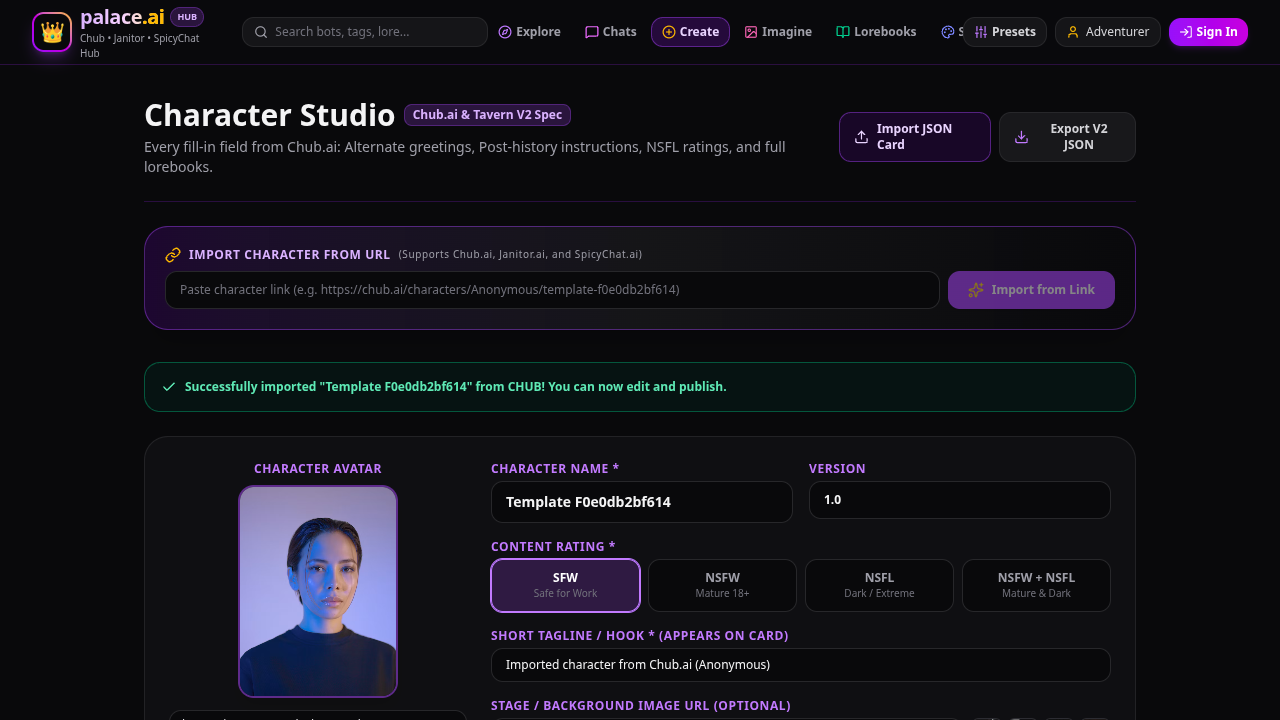 palace.ai HUB
Chub • Janitor • SpicyChat
Hub
Search bots, tags, lore...
Explore
Chats
Create
Imagine
Lorebooks
Presets
Adventurer
Sign In
Character Studio Chub.ai & Tavern V2 Spec
Every fill-in field from Chub.ai: Alternate greetings, Post-history instructions, NSFL ratings, and full
lorebooks.
Import JSON
Card
Export V2
JSON
IMPORT CHARACTER FROM URL (Supports Chub.ai, Janitor.ai, and SpicyChat.ai)
Paste character link (e.g. https://chub.ai/characters/Anonymous/template-f0e0db2bf614)
Import from Link
Successfully imported "Template F0e0db2bf614" from CHUB! You can now edit and publish.
CHARACTER AVATAR
CHARACTER NAME *
VERSION
Template F0e0db2bf614
1.0
CONTENT RATING *
SFW
Safe for Work
NSFW
Mature 18+
NSFL
Dark / Extreme
NSFW + NSFL
Mature & Dark
SHORT TAGLINE / HOOK * (APPEARS ON CARD)
Imported character from Chub.ai (Anonymous)
STAGE / BACKGROUND IMAGE URL (OPTIONAL)